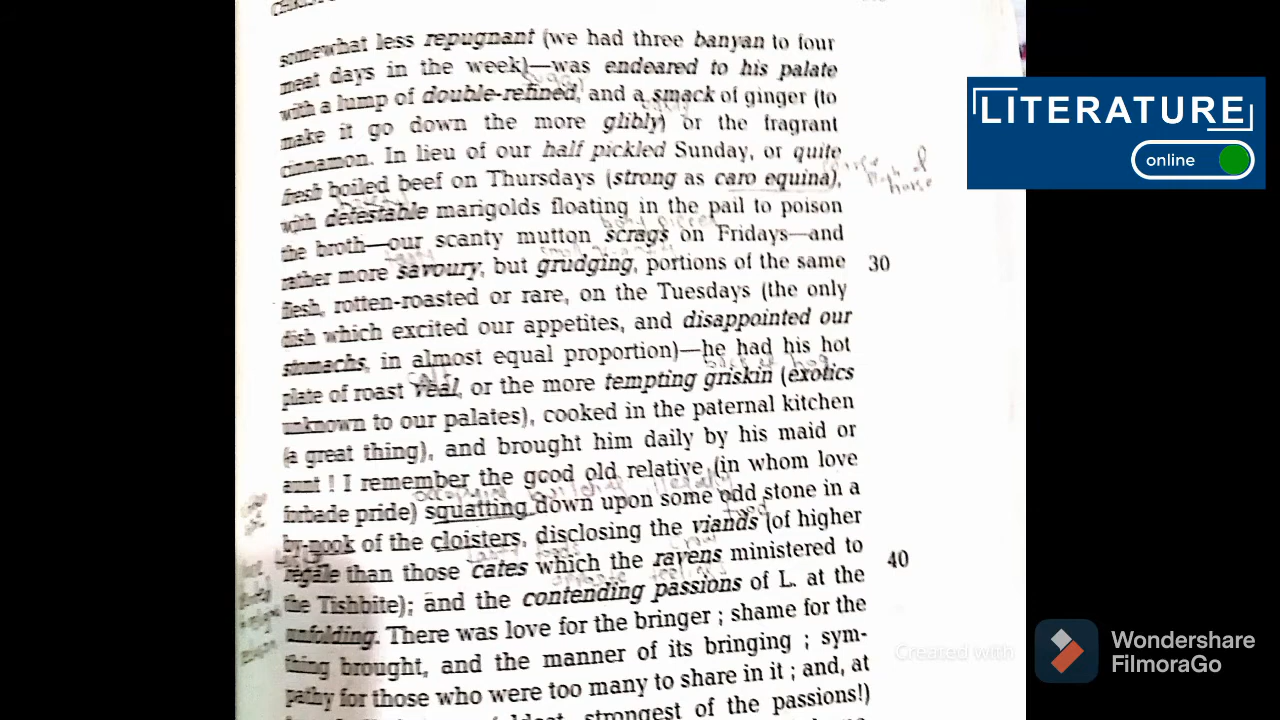 somewhat less repugnant (we had three banyan to four
meat days in the week)—was endeared to his palate
with a lump of double-refined, and a smack of ginger (to
make it go down the more glibly) or the fragrant
cinnamon. In lieu of our half pickled Sunday, or quite
fresh boiled beef on Thursdays (strong as caro equina),
with detestable marigolds floating in the pail to poison
the broth—our scanty mutton scrags on Fridays—and
rather more savoury, but grudging, portions of the same
flesh, rotten-roasted or rare, on the Tuesdays (the only
dish which excited our appetites, and disappointed our
stomachs, in almost equal proportion)—he had his hot
plate of roast veal, or the more tempting griskin (exotics
unknown to our palates), cooked in the paternal kitchen
(a great thing), and brought him daily by his maid or
aunt ! I remember the good old relative (in whom love
forbade pride) squatting down upon some odd stone in a
by-nook of the cloisters, disclosing the viands (of higher
regale than those cates which the ravens ministered to
the Tishbite); and the contending passions of L. at the
unfolding. There was love for the bringer ; shame for the
thing brought, and the manner of its bringing ; sym-
pathy for those who were too many to share in it ; and, at
strongest of the passions!)
30
40
flesh of
horse
LITERATURE
online
Created with
Wondershare
FilmoraGo